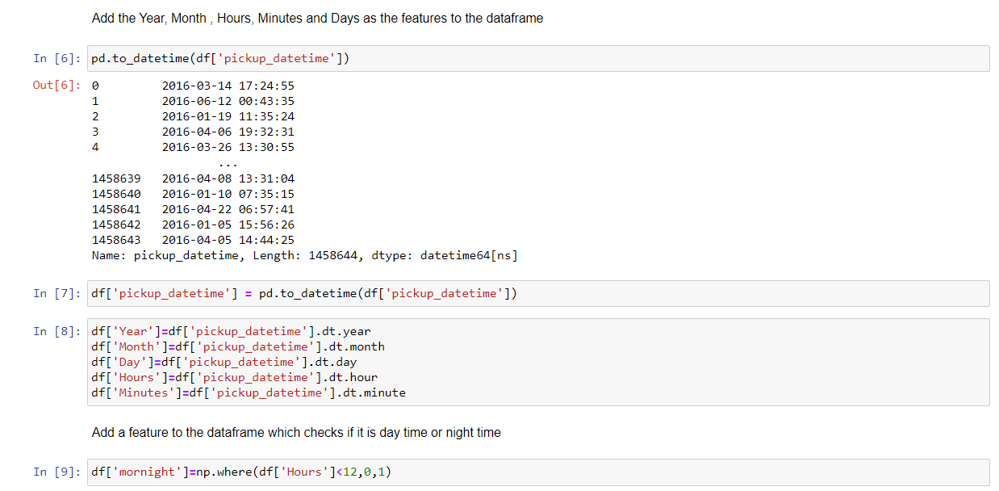 Add the Year, Month , Hours, Minutes and Days as the features to the dataframe
In [6]: pd.to_datetime(df['pickup_datetime'])
Out[6]: 0 2016-03-14 17:24:55
1 2016-06-12 00:43:35
2 2016-01-19 11:35:24
3 2016-04-06 19:32:31
4 2016-03-26 13:30:55
...
1458639 2016-04-08 13:31:04
1458640 2016-01-10 07:35:15
1458641 2016-04-22 06:57:41
1458642 2016-01-05 15:56:26
1458643 2016-04-05 14:44:25
Name: pickup_datetime, Length: 1458644, dtype: datetime64[ns]
In [7]: df['pickup_datetime'] = pd.to_datetime(df['pickup_datetime'])
In [8]: df['Year']=df['pickup_datetime'].dt.year
df['Month']=df['pickup_datetime'].dt.month
df['Day']=df['pickup_datetime'].dt.day
df['Hours']=df['pickup_datetime'].dt.hour
df['Minutes']=df['pickup_datetime'].dt.minute
Add a feature to the dataframe which checks if it is day time or night time
In [9]: df['mornight']=np.where(df['Hours']<12,0,1)